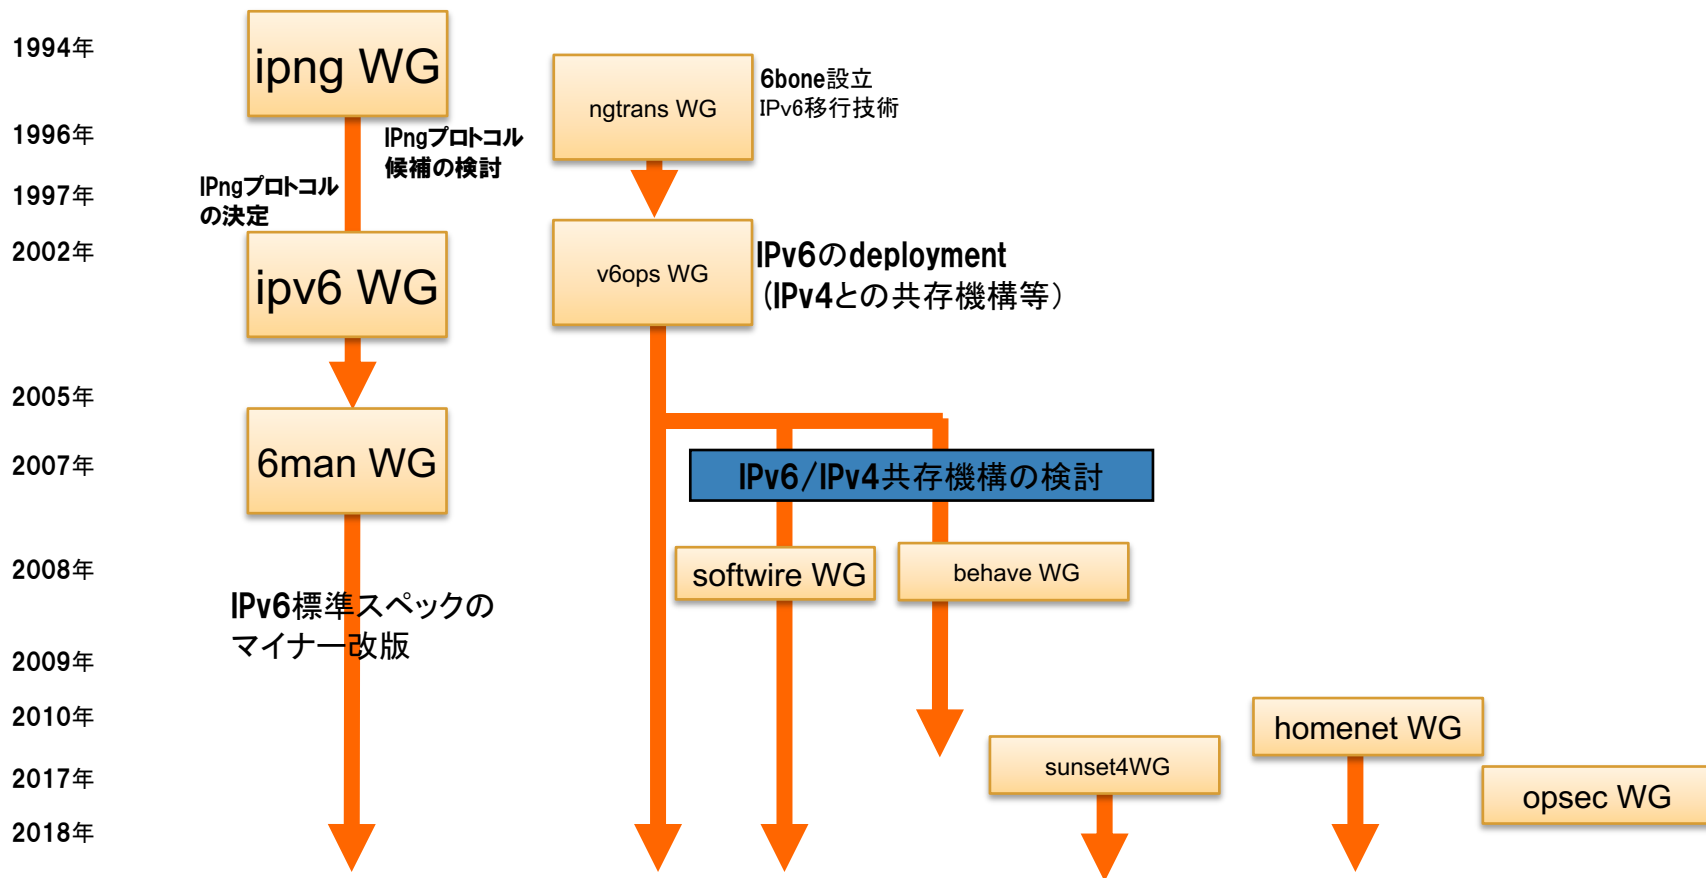 1994年
ipng WG
ngtrans WG
6bone設立
IPv6移行技術
1996年
IPngプロトコル
候補の検討
1997年
IPngプロトコル
の決定
2002年
ipv6 WG
v6ops WG
IPv6のdeployment
(IPv4との共存機構等）
2005年
6man WG
2007年
IPv6/IPv4共存機構の検討
2008年
softwire WG
behave WG
IPv6標準スペックの
マイナー改版
2009年
2010年
homenet WG
sunset4WG
2017年
opsec WG
2018年